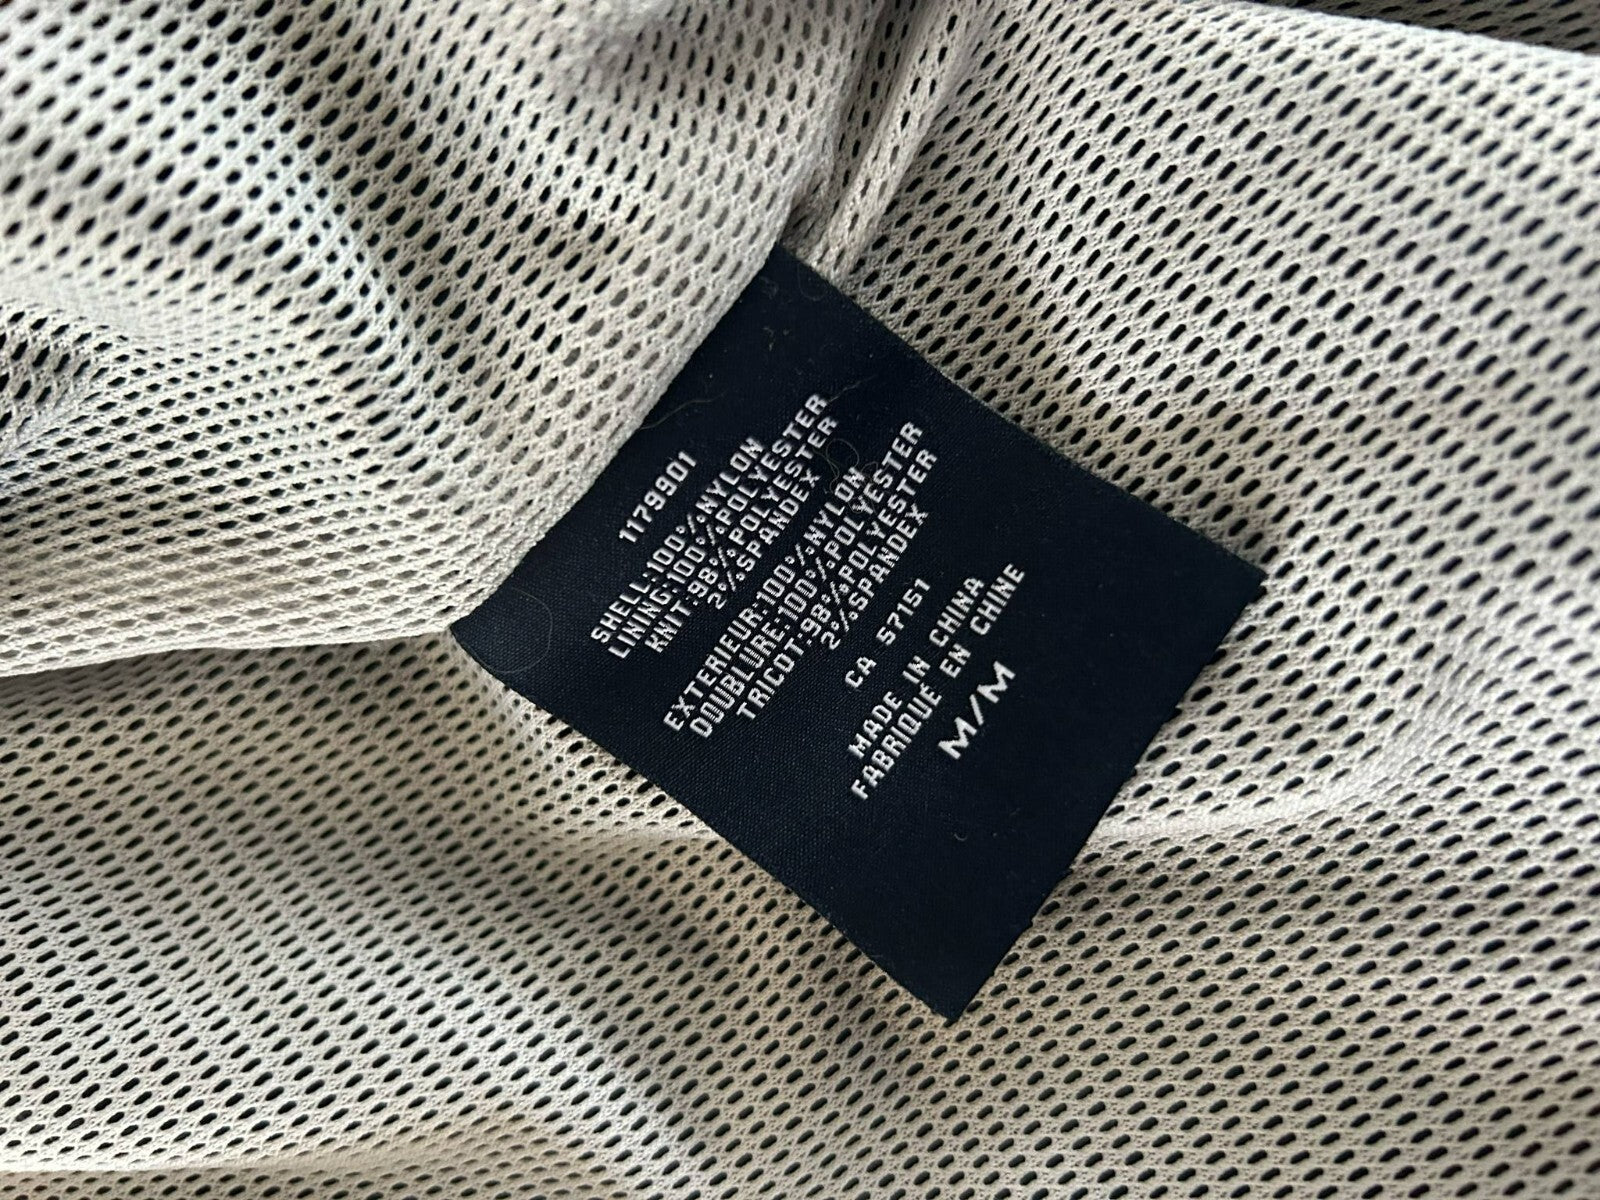 1179901
SHELL:100%NYLON
LINING:100%POLYESTER
KNIT:98%POLYESTER
2%SPANDEX
EXTERIEUR:100%NYLON
DOUBLURE:100%POLYESTER
TRICOT:98%POLYESTER
2%SPANDEX
CA 57151
MADE IN CHINA
FABRIQUÉ EN CHINE
M/M